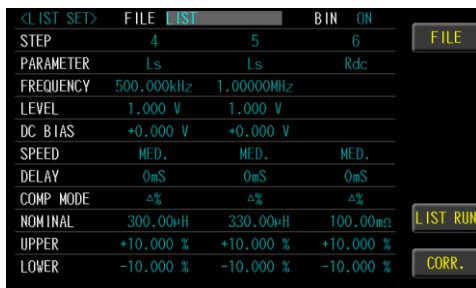 <LIST SET> FILE LIST BIN ON
FILE
STEP 4 5 6
PARAMETER Ls Ls Rdc
FREQUENCY 500.000kHz 1.00000MHz
LEVEL 1.000 V 1.000 V
DC BIAS +0.000 V +0.000 V
SPEED MED. MED. MED.
DELAY 0mS 0mS 0mS
COMP MODE △% △% △%
NOMINAL 300.00μH 330.00μH 100.00mΩ
LIST RUN
UPPER +10.000 % +10.000 % +10.000 %
LOWER -10.000 % -10.000 % -10.000 %
CORR.